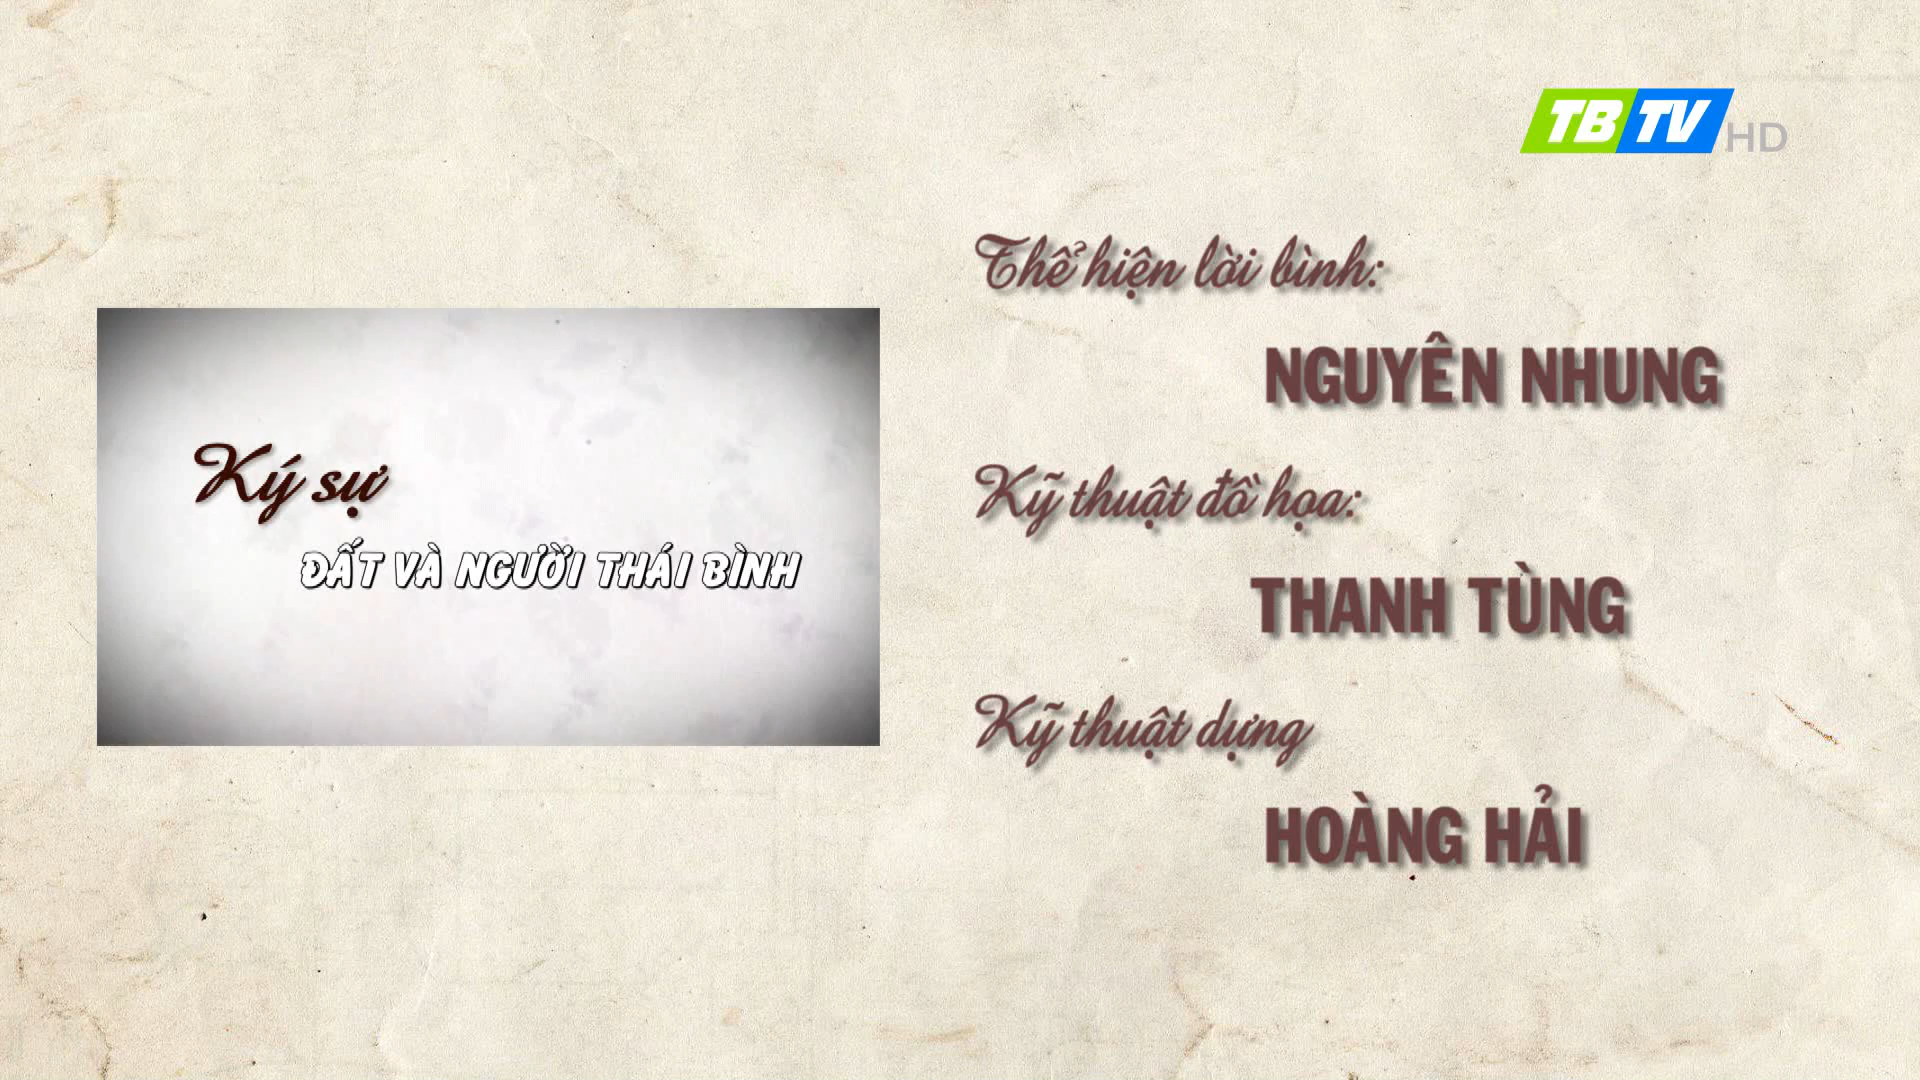 TBTV HD
Ký sự
ĐẤT VÀ NGƯỜI THÁI BÌNH
Thể hiện lời bình:
NGUYÊN NHUNG
Kỹ thuật đồ họa:
THANH TÙNG
Kỹ thuật dựng
HOÀNG HẢI